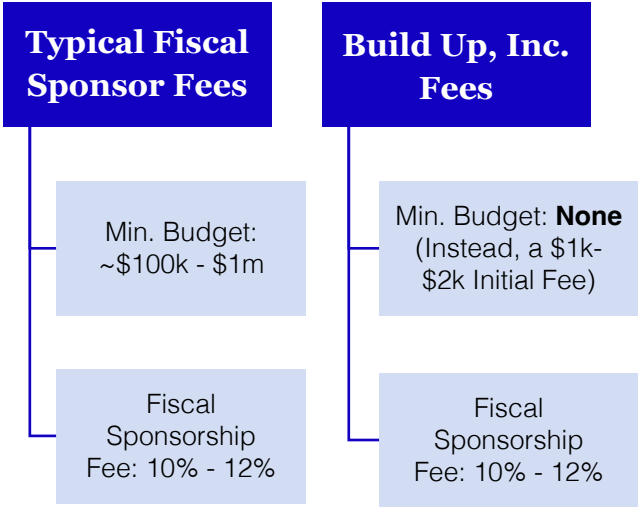 Typical Fiscal
Sponsor Fees
Min. Budget:
~$100k - $1m
Fiscal
Sponsorship
Fee: 10% - 12%
Build Up, Inc.
Fees
Min. Budget: None
(Instead, a $1k-
$2k Initial Fee)
Fiscal
Sponsorship
Fee: 10% - 12%